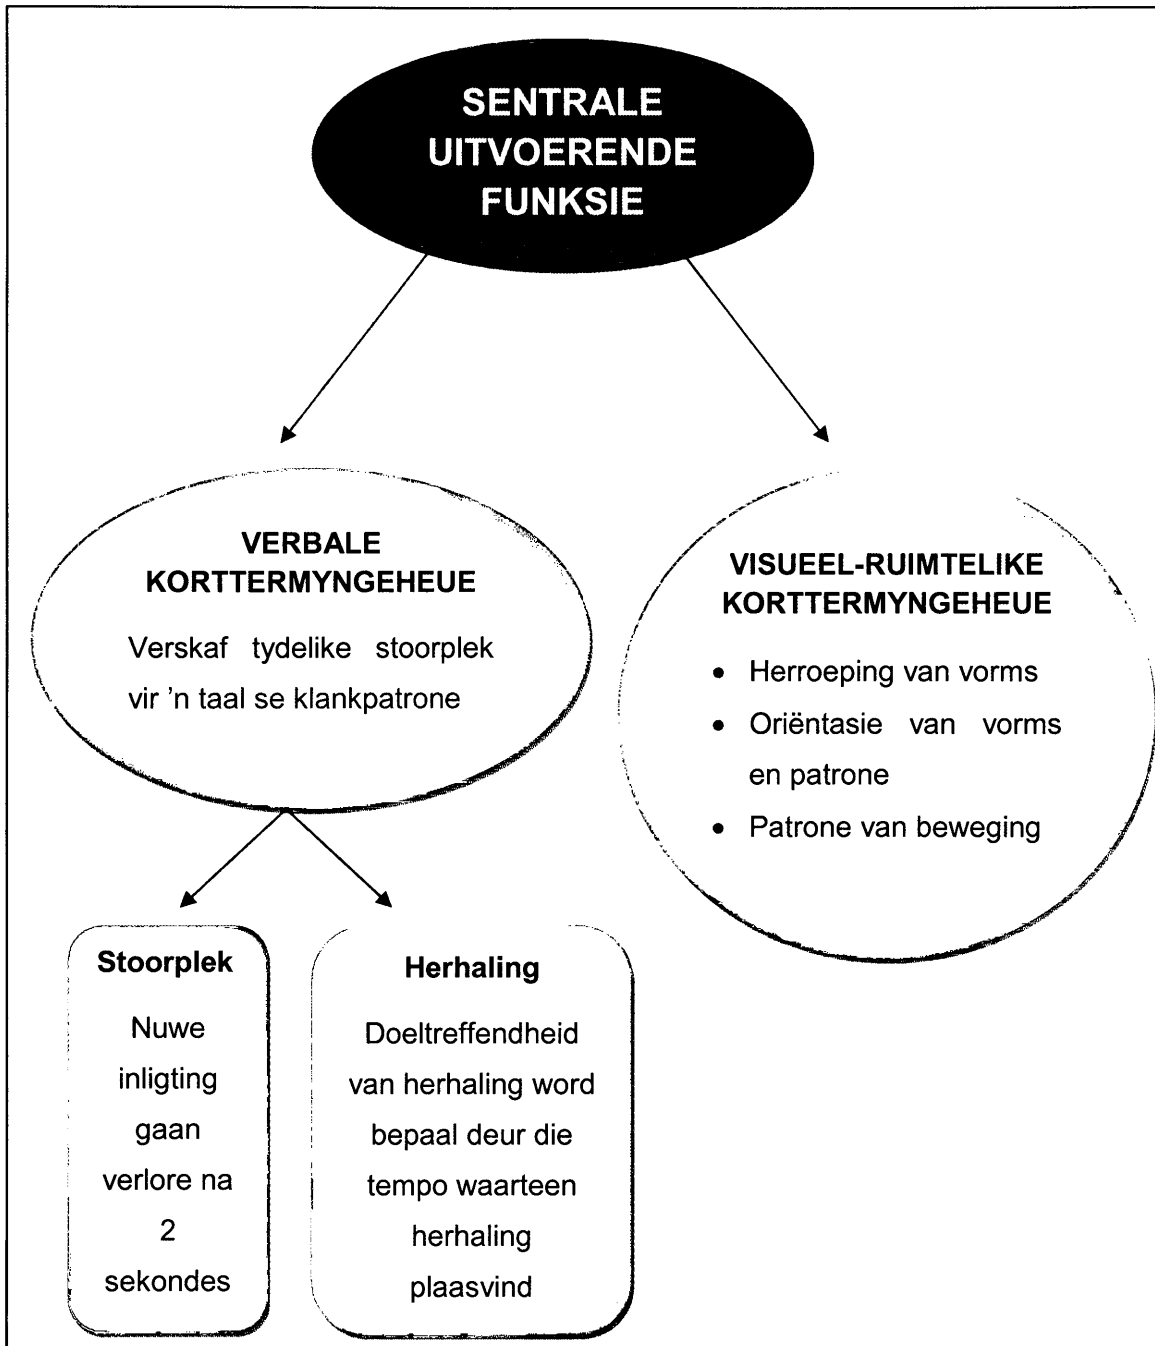 SENTRALE
UITVOERENDE
FUNKSIE
VERBALE
KORTTERMYNGEHEUE
Verskaf tydelike stoorplek
vir 'n taal se klankpatrone
VISUEEL-RUIMTELIKE
KORTTERMYNGEHEUE
• Herroeping van vorms
• Oriëntasie van vorms
en patrone
• Patrone van beweging
Stoorplek
Nuwe
inligting
gaan
verlore na
2
sekondes
Herhaling
Doeltreffendheid
van herhaling word
bepaal deur die
tempo waarteen
herhaling
plaasvind